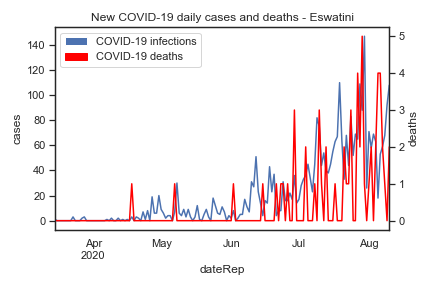 New COVID-19 daily cases and deaths - Eswatini
COVID-19 infections
COVID-19 deaths
140
120
100
80
60
40
20
0
cases
5
4
3
2
1
0
deaths
Apr
2020
May
Jun
Jul
Aug
dateRep